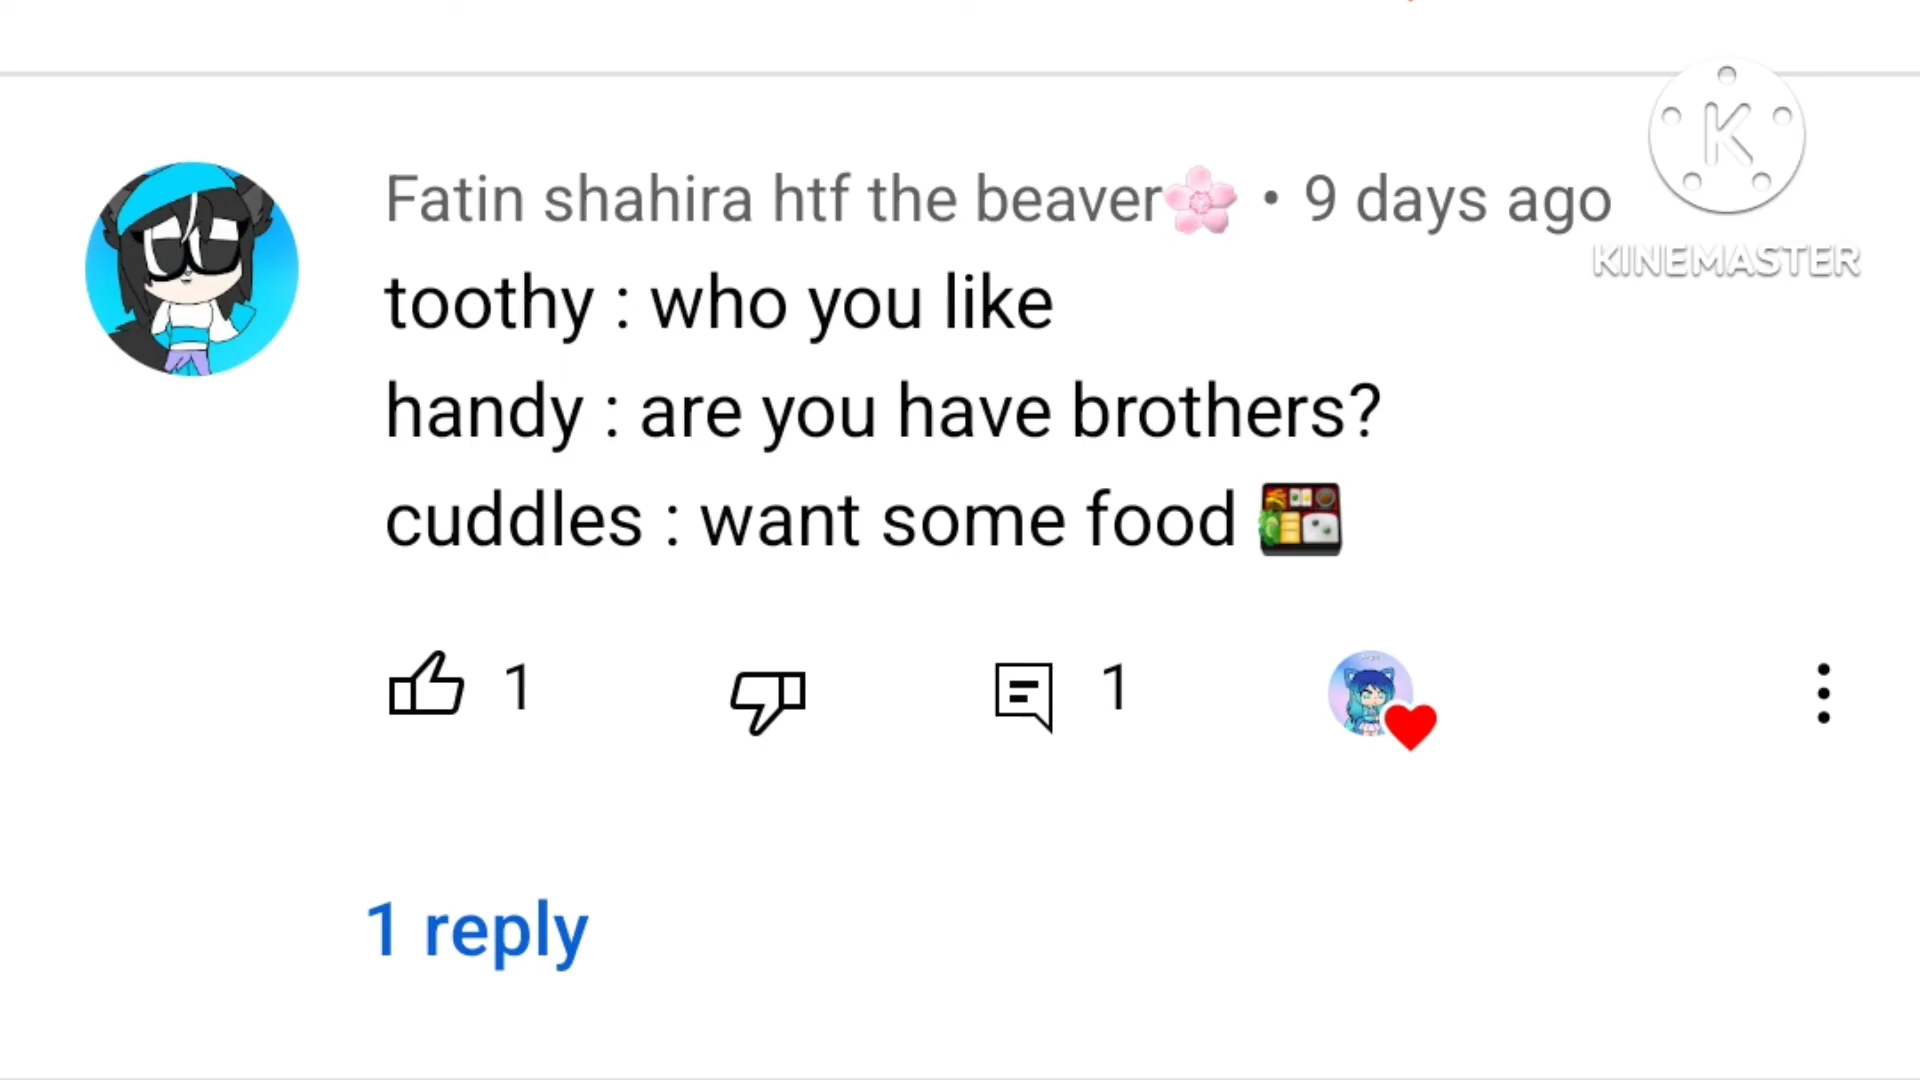 Fatin shahira htf the beaver🌸 • 9 days ago
K
KINEMASTER
toothy : who you like
handy : are you have brothers?
cuddles : want some food 🍱
1
1
1 reply